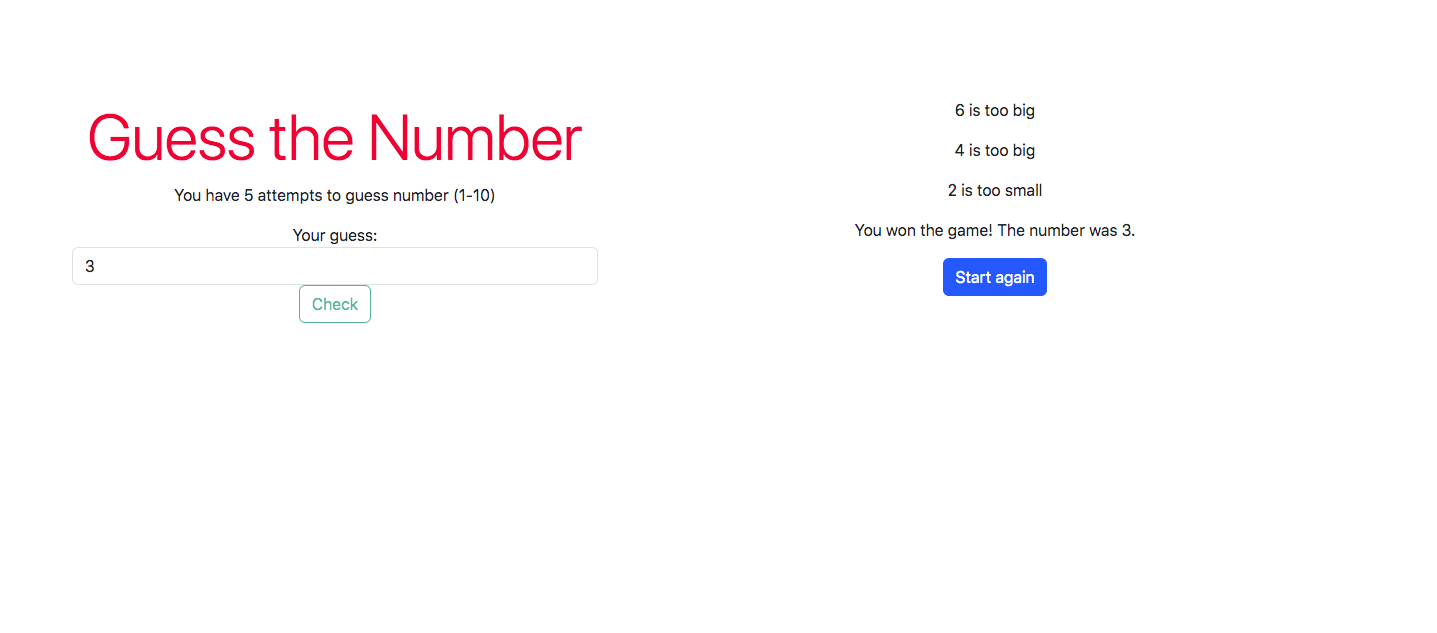 Guess the Number
You have 5 attempts to guess number (1-10)
Your guess:
3
Check
6 is too big
4 is too big
2 is too small
You won the game! The number was 3.
Start again